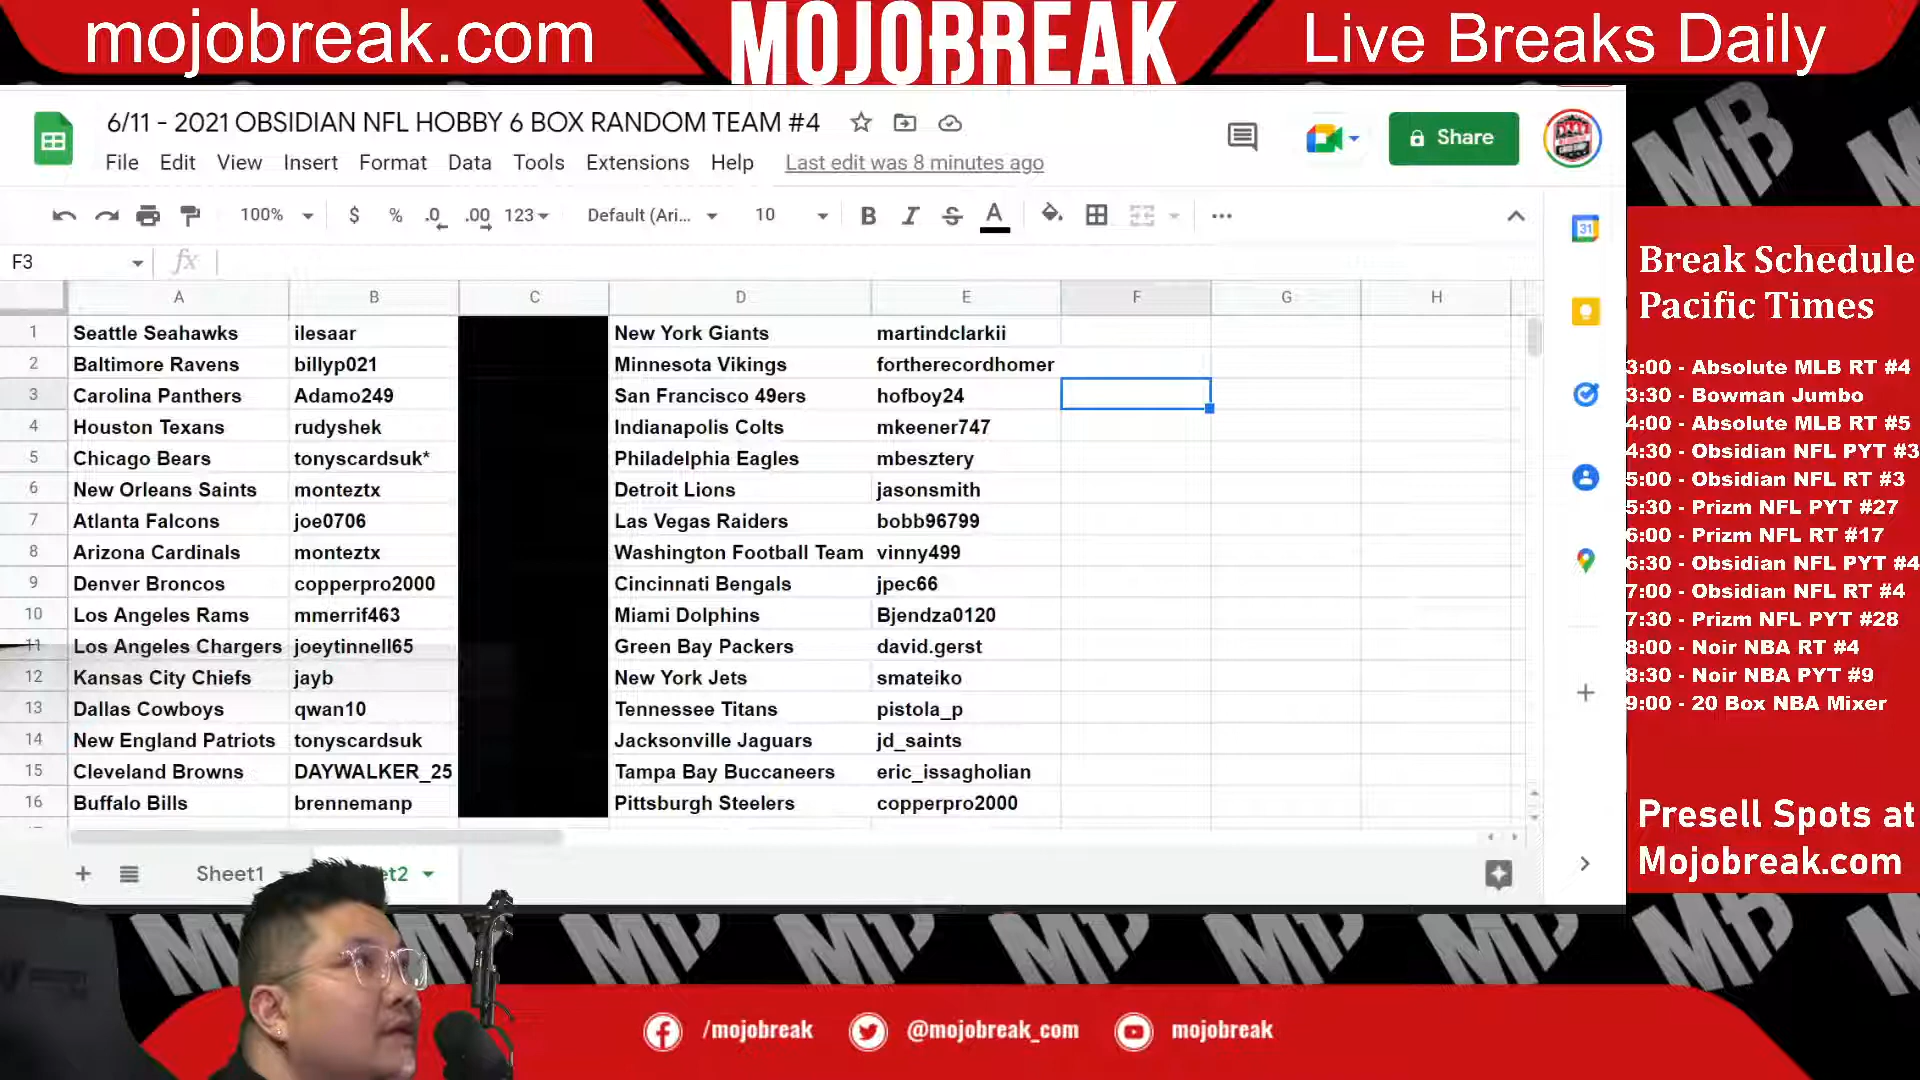 mojobreak.com
MOJOBREAK
Live Breaks Daily
6/11 - 2021 OBSIDIAN NFL HOBBY 6 BOX RANDOM TEAM #4
Share
File Edit View Insert Format Data Tools Extensions Help Last edit was 8 minutes ago
100% $ % .0 .00 123 Default (Ari... 10 B I S A
F3 fx
31
A B C D E F G H
1 Seattle Seahawks ilesaar New York Giants martindclarkii
2 Baltimore Ravens billyp021 Minnesota Vikings fortherecordhomer
3 Carolina Panthers Adamo249 San Francisco 49ers hofboy24
4 Houston Texans rudyshek Indianapolis Colts mkeener747
5 Chicago Bears tonyscardsuk* Philadelphia Eagles mbesztery
6 New Orleans Saints monteztx Detroit Lions jasonsmith
7 Atlanta Falcons joe0706 Las Vegas Raiders bobb96799
8 Arizona Cardinals monteztx Washington Football Team vinny499
9 Denver Broncos copperpro2000 Cincinnati Bengals jpec66
10 Los Angeles Rams mmerrif463 Miami Dolphins Bjendza0120
11 Los Angeles Chargers joeytinnell65 Green Bay Packers david.gerst
12 Kansas City Chiefs jayb New York Jets smateiko
13 Dallas Cowboys qwan10 Tennessee Titans pistola_p
14 New England Patriots tonyscardsuk Jacksonville Jaguars jd_saints
15 Cleveland Browns DAYWALKER_25 Tampa Bay Buccaneers eric_issagholian
16 Buffalo Bills brennemanp Pittsburgh Steelers copperpro2000
Sheet1 et2
Break Schedule
Pacific Times
3:00 - Absolute MLB RT #4
3:30 - Bowman Jumbo
4:00 - Absolute MLB RT #5
4:30 - Obsidian NFL PYT #3
5:00 - Obsidian NFL RT #3
5:30 - Prizm NFL PYT #27
6:00 - Prizm NFL RT #17
6:30 - Obsidian NFL PYT #4
7:00 - Obsidian NFL RT #4
7:30 - Prizm NFL PYT #28
8:00 - Noir NBA RT #4
8:30 - Noir NBA PYT #9
9:00 - 20 Box NBA Mixer
Presell Spots at
Mojobreak.com
/mojobreak @mojobreak_com mojobreak